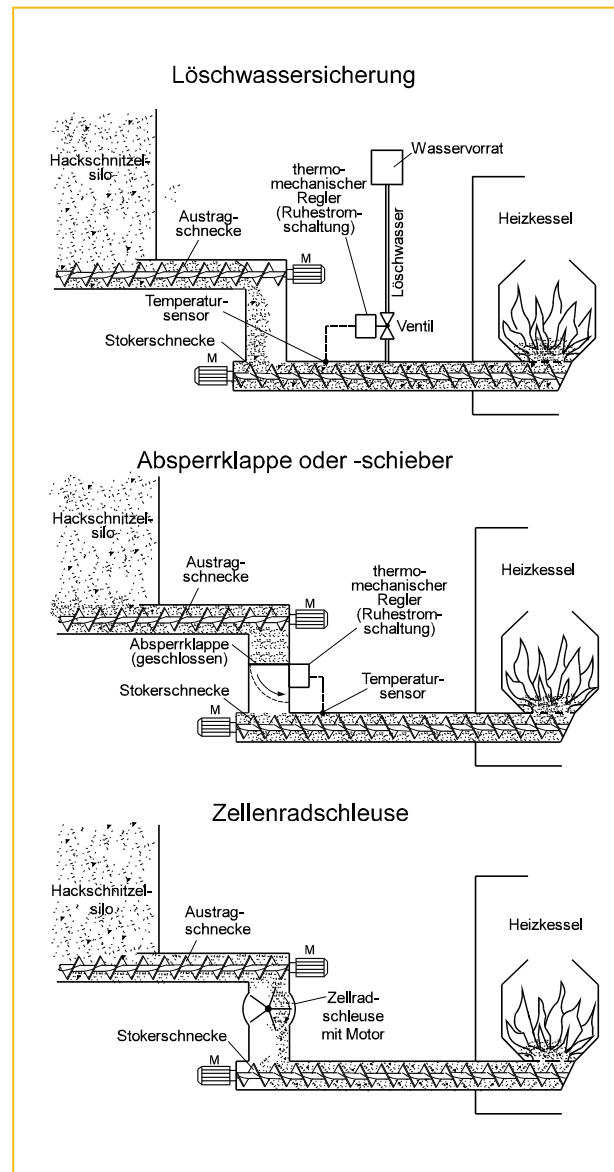 Löschwassersicherung
Hackschnitzel-
silo
Austrag-
schnecke
M
thermo-
mechanischer
Regler
(Ruhestrom-
schaltung)
Wasservorrat
Löschwasser
Heizkessel
Temperatur-
sensor
Ventil
Stokerschnecke
M
Absperrklappe oder -schieber
Hackschnitzel-
silo
Austrag-
schnecke
M
thermo-
mechanischer
Regler
(Ruhestrom-
schaltung)
Heizkessel
Absperrklappe
(geschlossen)
Temperatur-
sensor
Stokerschnecke
M
Zellenradschleuse
Hackschnitzel-
silo
Austrag-
schnecke
M
Heizkessel
Zellrad-
schleuse
mit Motor
Stokerschnecke
M